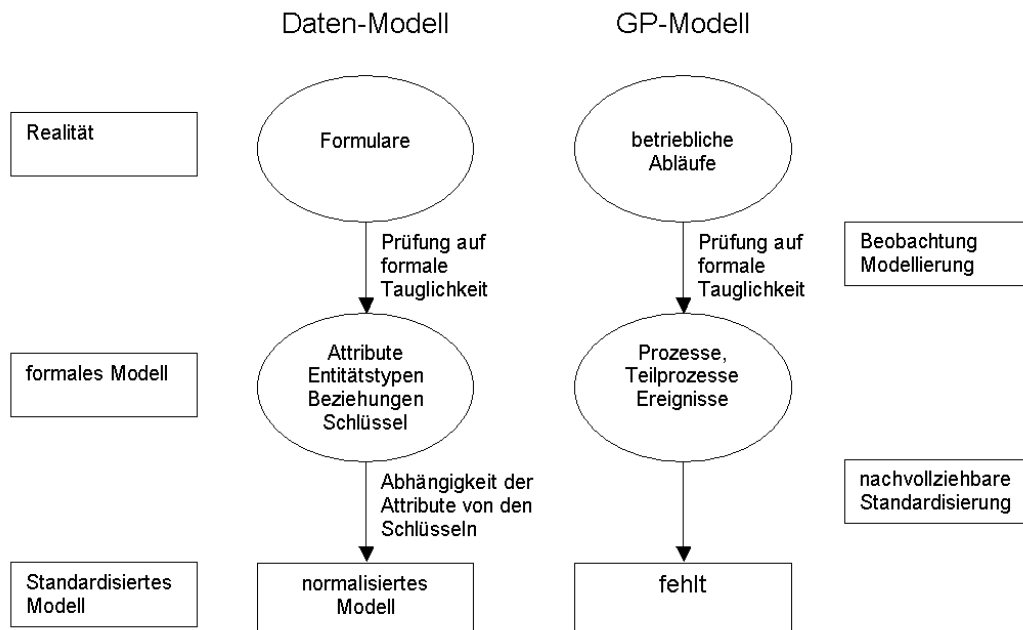 Daten-Modell
GP-Modell
Realität
Formulare
betriebliche
Abläufe
Prüfung auf
formale
Tauglichkeit
Prüfung auf
formale
Tauglichkeit
Beobachtung
Modellierung
formales Modell
Attribute
Entitätstypen
Beziehungen
Schlüssel
Prozesse,
Teilprozesse
Ereignisse
Abhängigkeit der
Attribute von den
Schlüsseln
nachvollziehbare
Standardisierung
Standardisiertes
Modell
normalisiertes
Modell
fehlt